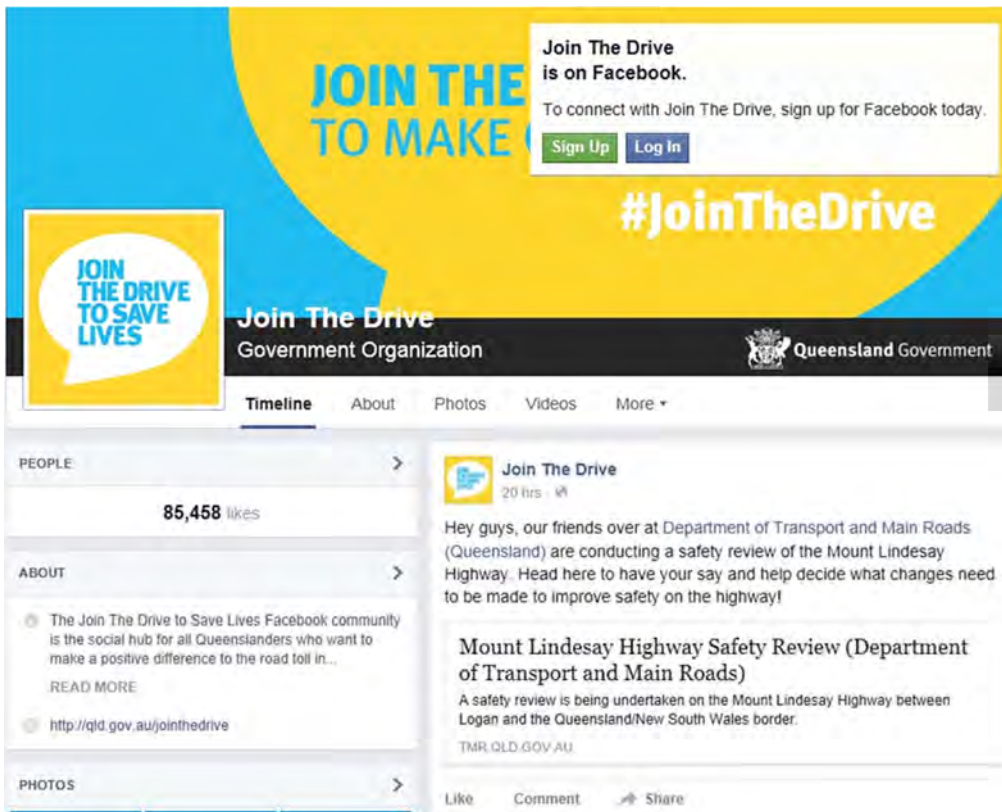 JOIN THE
TO MAKE
Join The Drive
is on Facebook.
To connect with Join The Drive, sign up for Facebook today.
Sign Up Log In
#JoinTheDrive
JOIN
THE DRIVE
TO SAVE
LIVES
Join The Drive
Government Organization
Queensland Government
Timeline About Photos Videos More
PEOPLE
85,458 likes
ABOUT
The Join The Drive to Save Lives Facebook community
is the social hub for all Queenslanders who want to
make a positive difference to the road toll in...
READ MORE
http://qld.gov.au/jointhedrive
PHOTOS
Join The Drive
20 hrs
Hey guys, our friends over at Department of Transport and Main Roads
(Queensland) are conducting a safety review of the Mount Lindesay
Highway. Head here to have your say and help decide what changes need
to be made to improve safety on the highway!
Mount Lindesay Highway Safety Review (Department
of Transport and Main Roads)
A safety review is being undertaken on the Mount Lindesay Highway between
Logan and the Queensland/New South Wales border.
TMR.QLD.GOV.AU
Like Comment Share